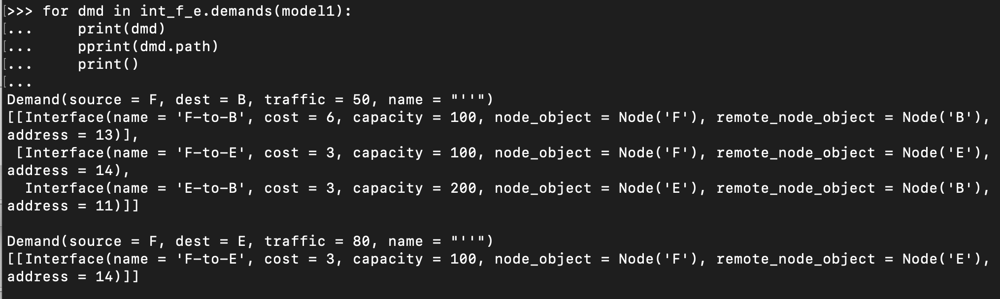 >>> for dmd in int_f_e.demands(model1):
...     print(dmd)
...     pprint(dmd.path)
...     print()
...
Demand(source = F, dest = B, traffic = 50, name = "''")
[[Interface(name = 'F-to-B', cost = 6, capacity = 100, node_object = Node('F'), remote_node_object = Node('B'),
address = 13)],
 [Interface(name = 'F-to-E', cost = 3, capacity = 100, node_object = Node('F'), remote_node_object = Node('E'),
address = 14),
  Interface(name = 'E-to-B', cost = 3, capacity = 200, node_object = Node('E'), remote_node_object = Node('B'),
address = 11)]]

Demand(source = F, dest = E, traffic = 80, name = "''")
[[Interface(name = 'F-to-E', cost = 3, capacity = 100, node_object = Node('F'), remote_node_object = Node('E'),
address = 14)]]